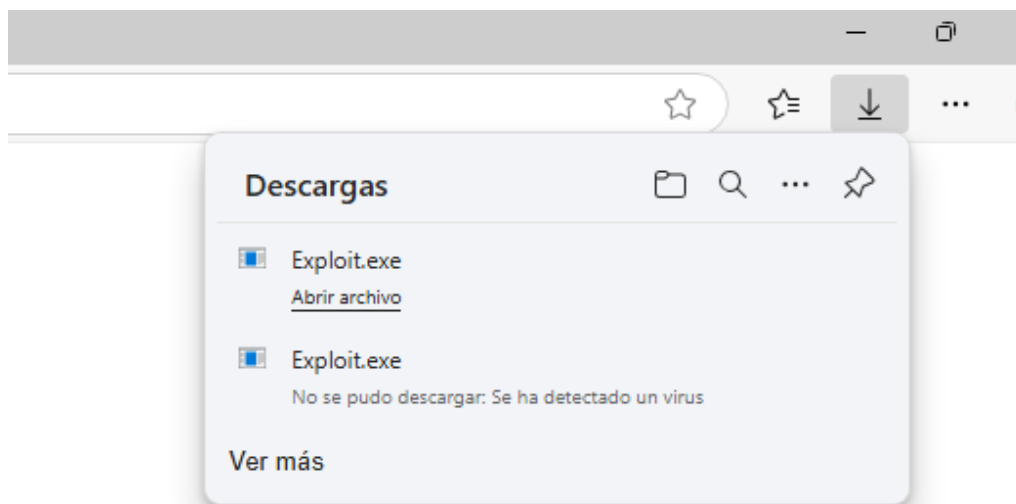 Descargas
Exploit.exe
Abrir archivo
Exploit.exe
No se pudo descargar: Se ha detectado un virus
Ver más